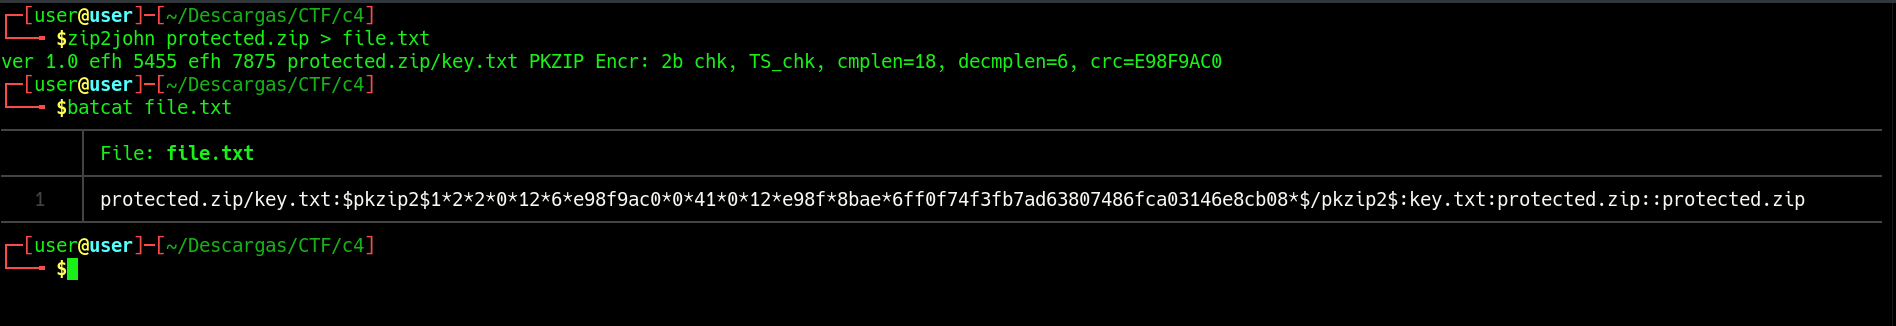 [user@user]─[~/Descargas/CTF/c4]
$zip2john protected.zip > file.txt
ver 1.0 efh 5455 efh 7875 protected.zip/key.txt PKZIP Encr: 2b chk, TS_chk, cmplen=18, decmplen=6, crc=E98F9AC0
[user@user]─[~/Descargas/CTF/c4]
$batcat file.txt
File: file.txt
1 protected.zip/key.txt:$pkzip2$1*2*2*0*12*6*e98f9ac0*0*41*0*12*e98f*8bae*6ff0f74f3fb7ad63807486fca03146e8cb08*$/pkzip2$:key.txt:protected.zip::protected.zip
[user@user]─[~/Descargas/CTF/c4]
$